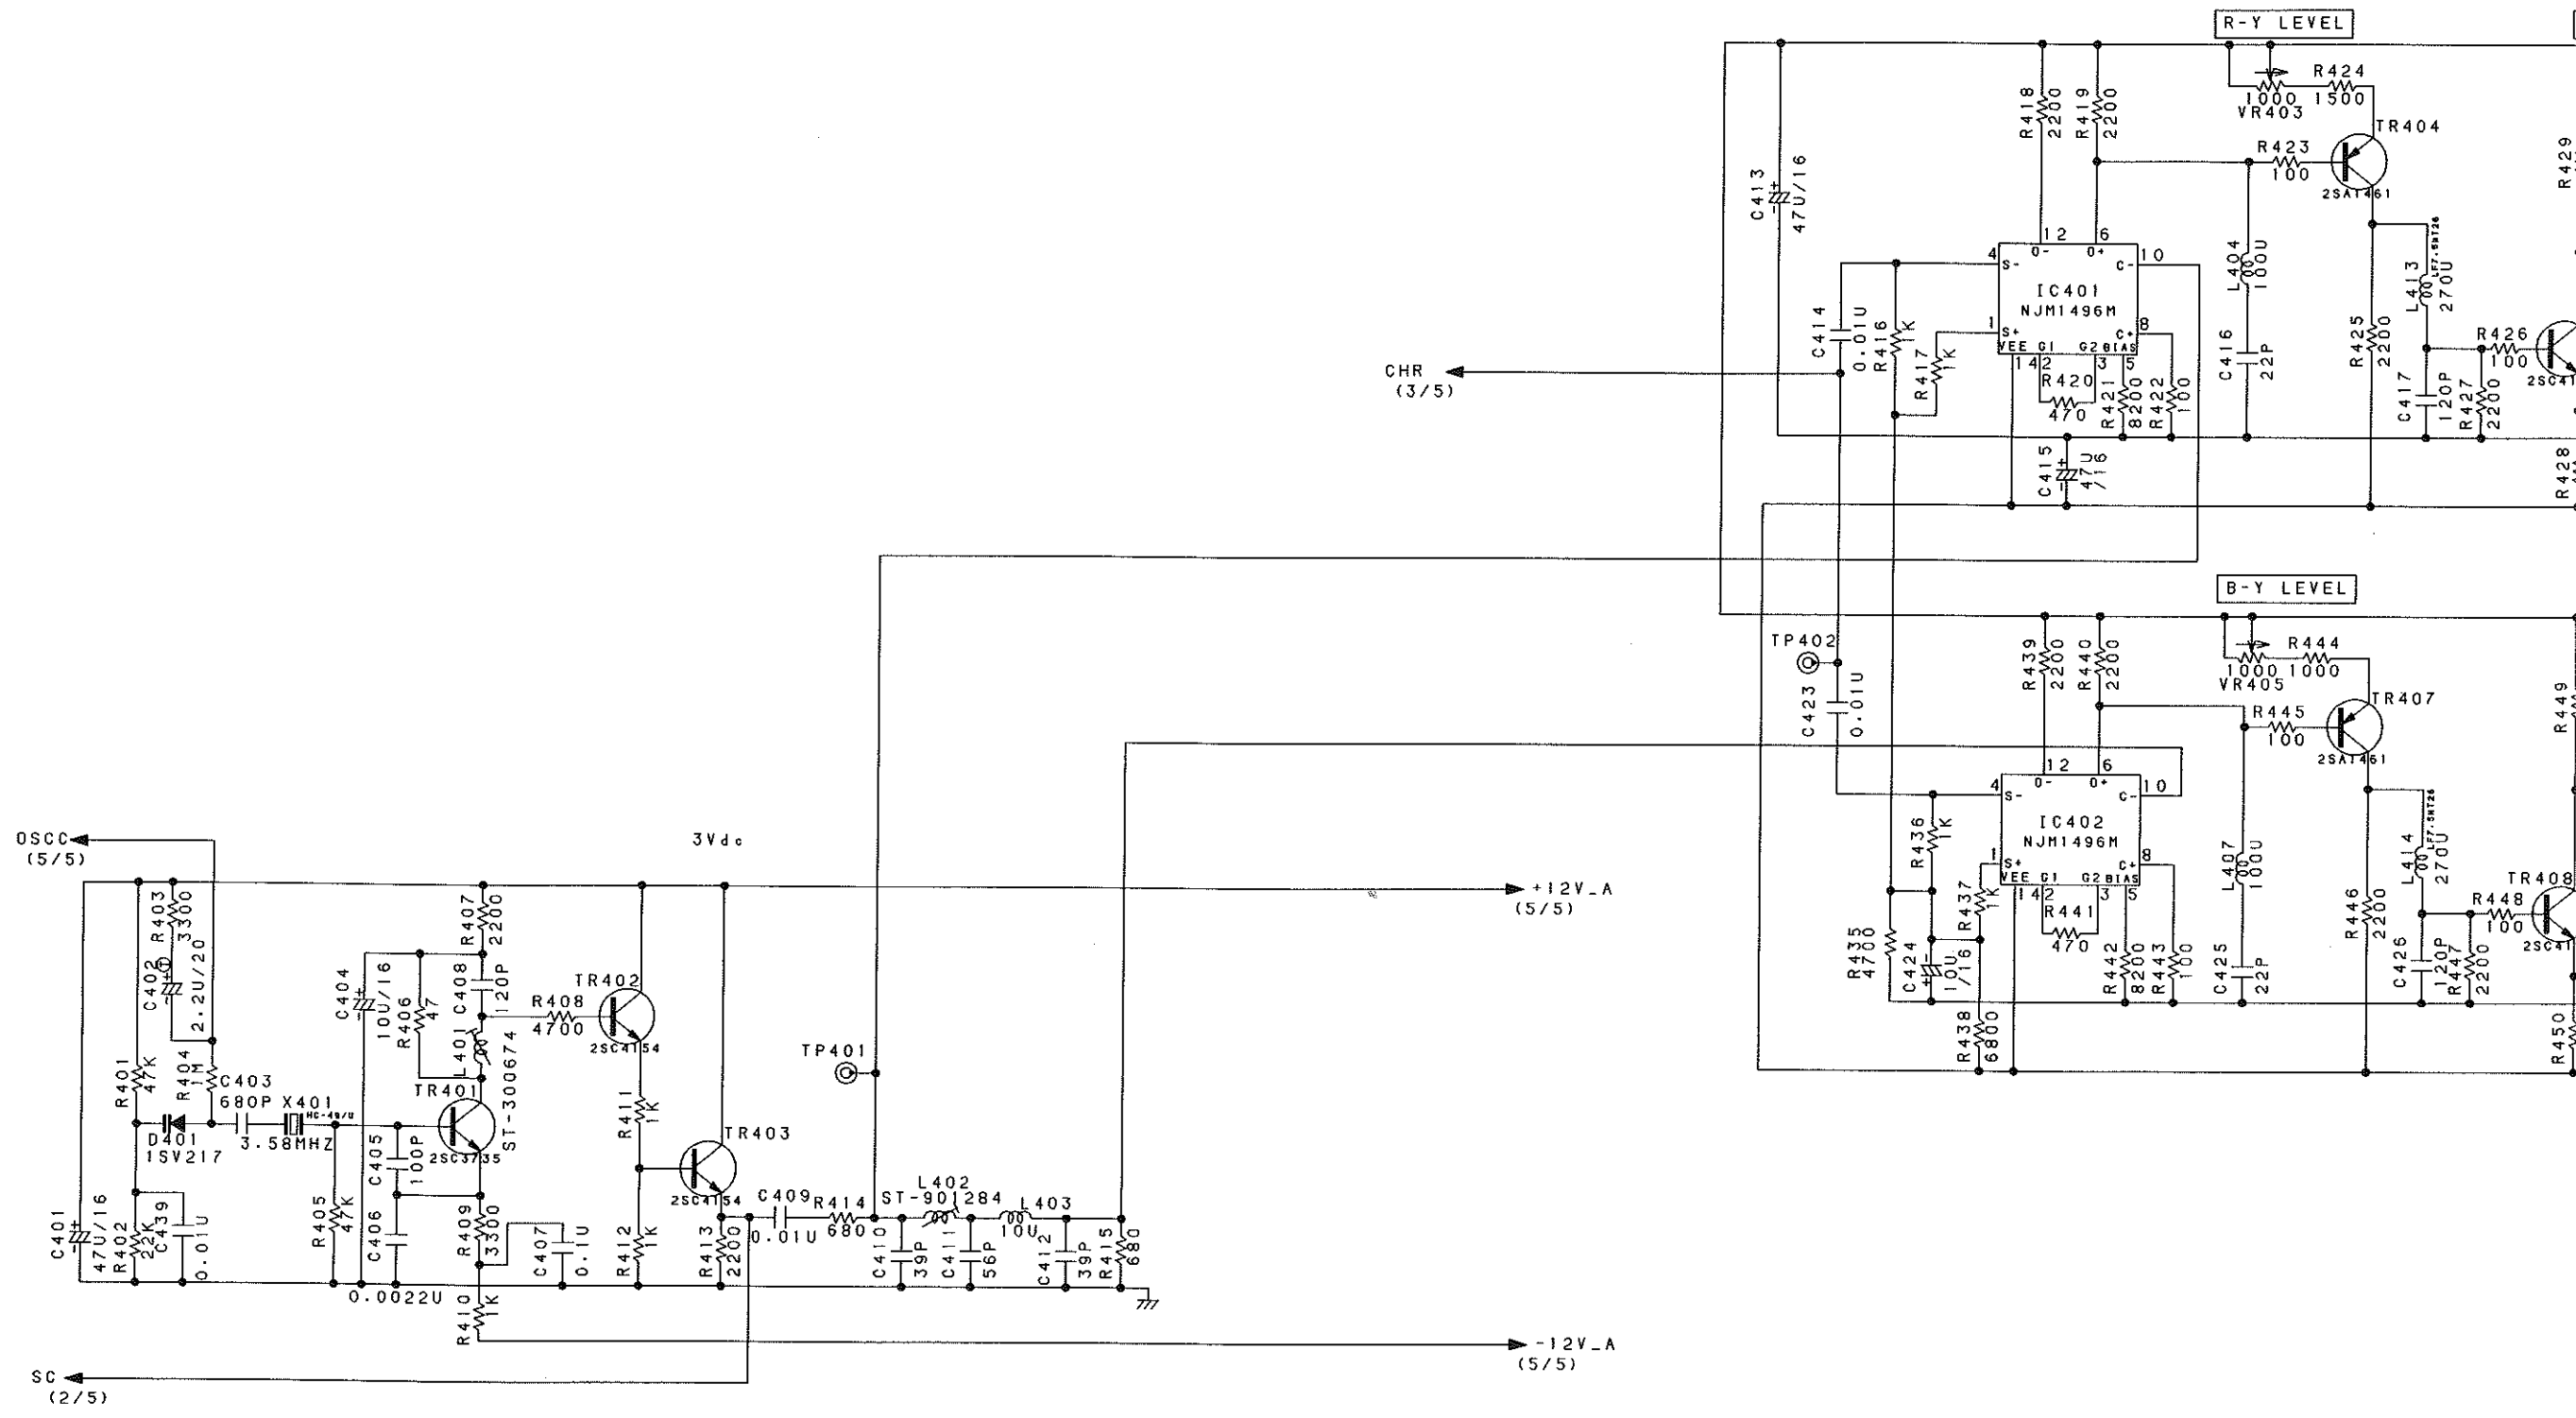 R-Y LEVEL
R418
2200
R419
2200
1000
VR403
R424
1500
TR404
R423
100
2SA1461
R429
C413
47U/16
12
6
O-
O+
4
S-
C-
10
IC401
NJM1496M
1
S+
C+
8
VEE
G1
G2
BIAS
14
2
3
5
R420
470
R421
8200
R422
100
C414
0.01U
R416
1K
R417
1K
L404
100U
C416
22P
R425
2200
L413
270U
C417
120P
R426
100
R427
2200
2SC41
R428
C415
47U
/16
CHR
(3/5)
B-Y LEVEL
TP402
C423
0.01U
R439
2200
R440
2200
1000
VR405
R444
1000
TR407
R445
100
2SA1461
R449
12
6
O-
O+
4
S-
C-
10
IC402
NJM1496M
1
S+
C+
8
VEE
G1
G2
BIAS
14
2
3
5
R441
470
R442
8200
R443
100
R436
1K
R437
1K
R435
4700
C424
10U
/16
R438
6800
L407
100U
C425
22P
R446
2200
L414
270U
C426
120P
R447
2200
R448
100
TR408
2SC41
R450
OSCC
(5/5)
3Vdc
+12V_A
(5/5)
R403
3300
C402
2.2U/20
R401
47K
R404
1M
C403
680P
X401
HC-49/U
3.58MHZ
D401
1SV217
C401
47U/16
R402
22K
C439
0.01U
R405
47K
C404
10U/16
R406
47
R407
2200
C408
120P
L401
ST-300674
TR401
2SC3735
C405
100P
C406
0.0022U
R409
3300
R410
1K
C407
0.1U
R408
4700
TR402
2SC4154
R411
1K
R412
1K
TR403
2SC4154
R413
2200
C409
0.01U
R414
680
TP401
L402
ST-901284
L403
10U
C410
39P
C411
56P
C412
39P
R415
680
-12V_A
(5/5)
SC
(2/5)